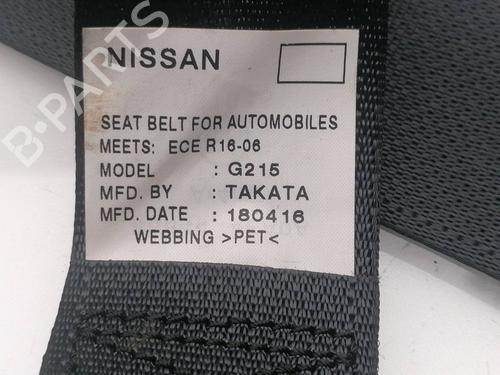 NISSAN
SEAT BELT FOR AUTOMOBILES
MEETS: ECE R16-06
MODEL : G215
MFD. BY : TAKATA
MFD. DATE : 180416
WEBBING >PET<
B-PARTS